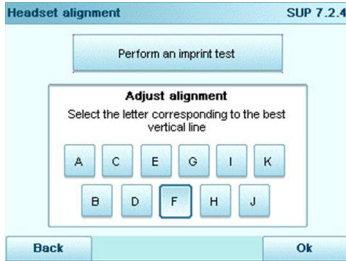 Headset alignment SUP 7.2.4
Perform an imprint test
Adjust alignment
Select the letter corresponding to the best
vertical line
A C E G I K
B D F H J
Back Ok